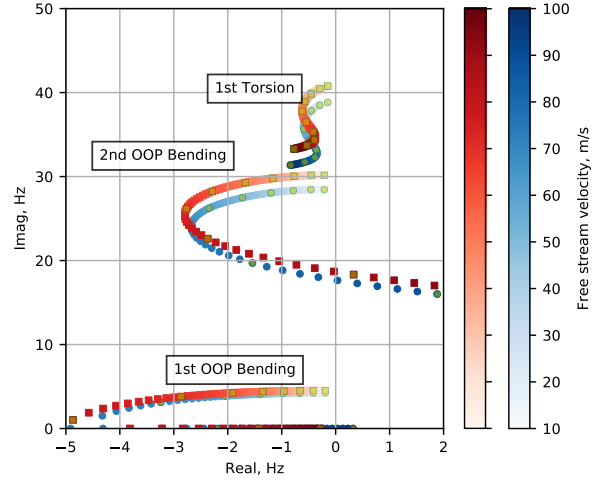 50
40
30
20
10
0
Imag, Hz
1st Torsion
2nd OOP Bending
1st OOP Bending
−5 −4 −3 −2 −1 0 1 2
Real, Hz
100
90
80
70
60
50
40
30
20
10
Free stream velocity, m/s